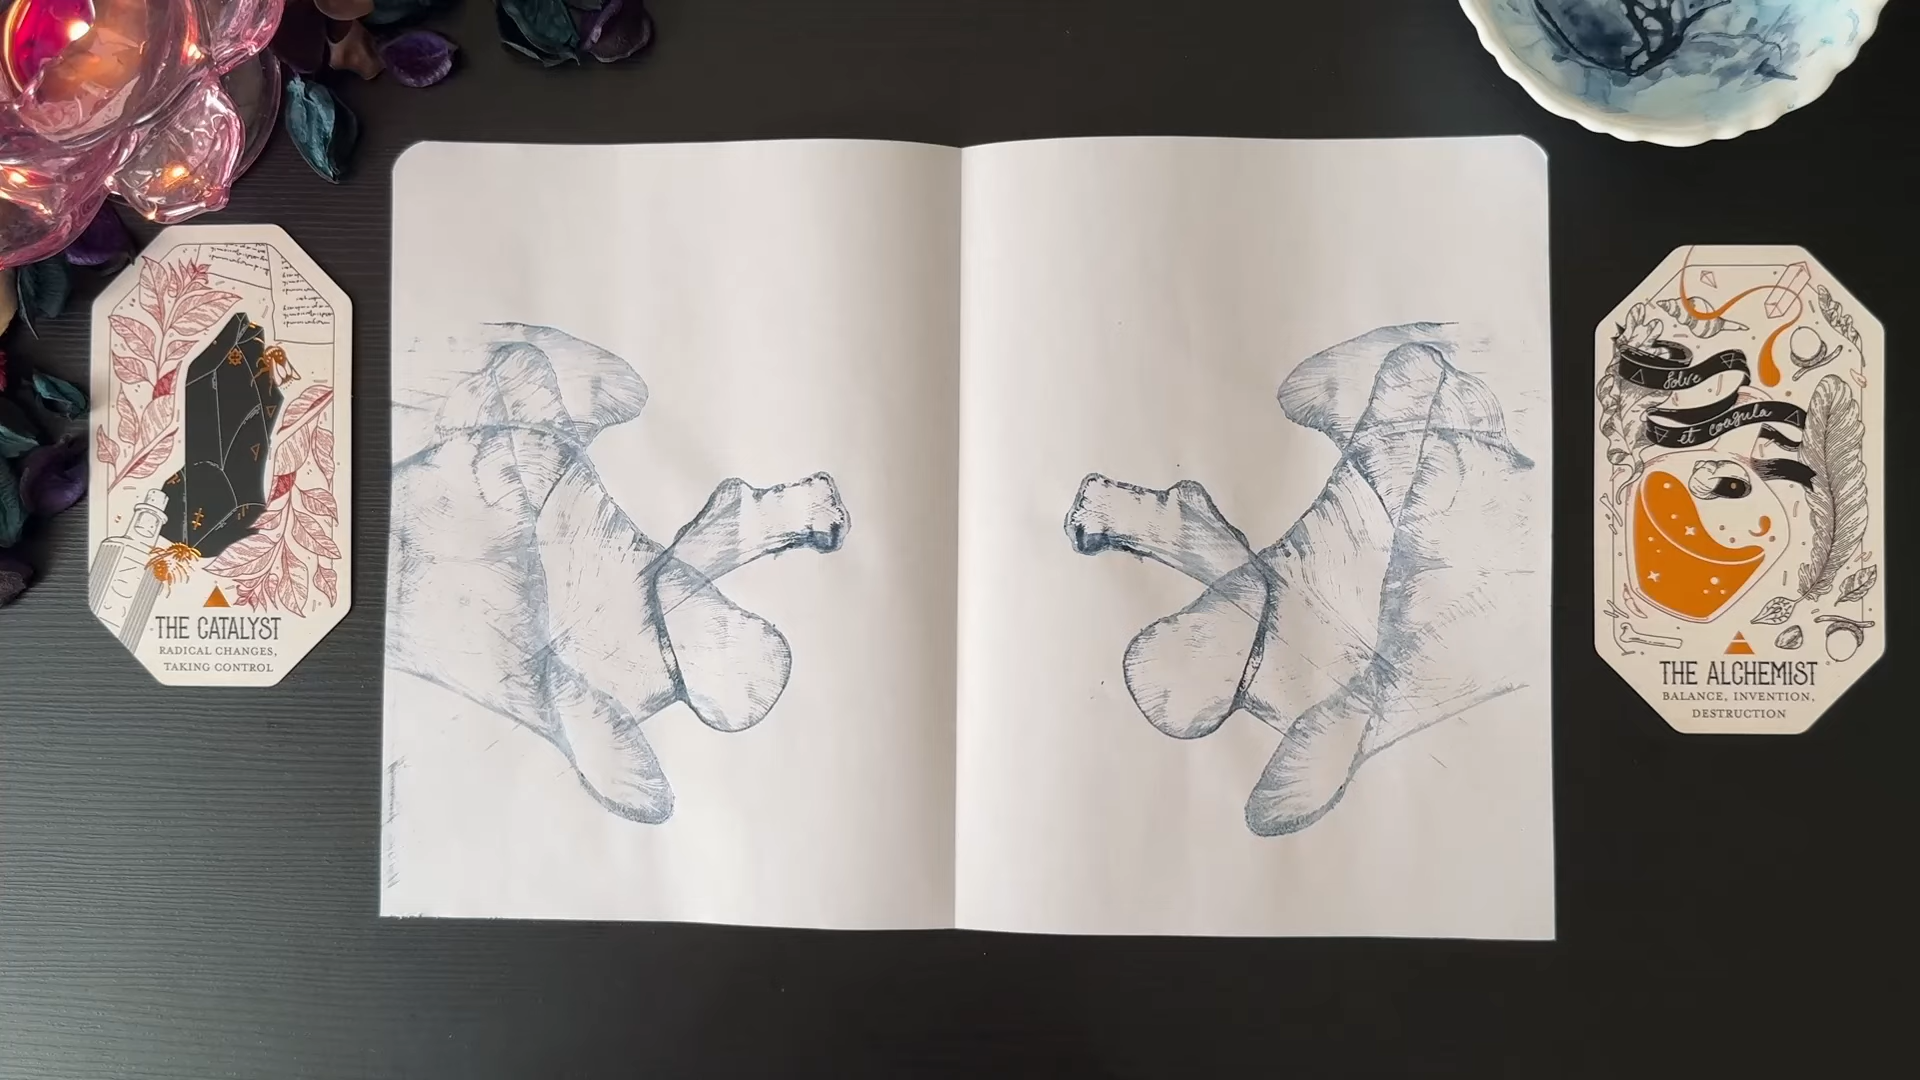 THE CATALYST
RADICAL CHANGES,
TAKING CONTROL
Solve
et coagula
THE ALCHEMIST
BALANCE, INVENTION,
DESTRUCTION